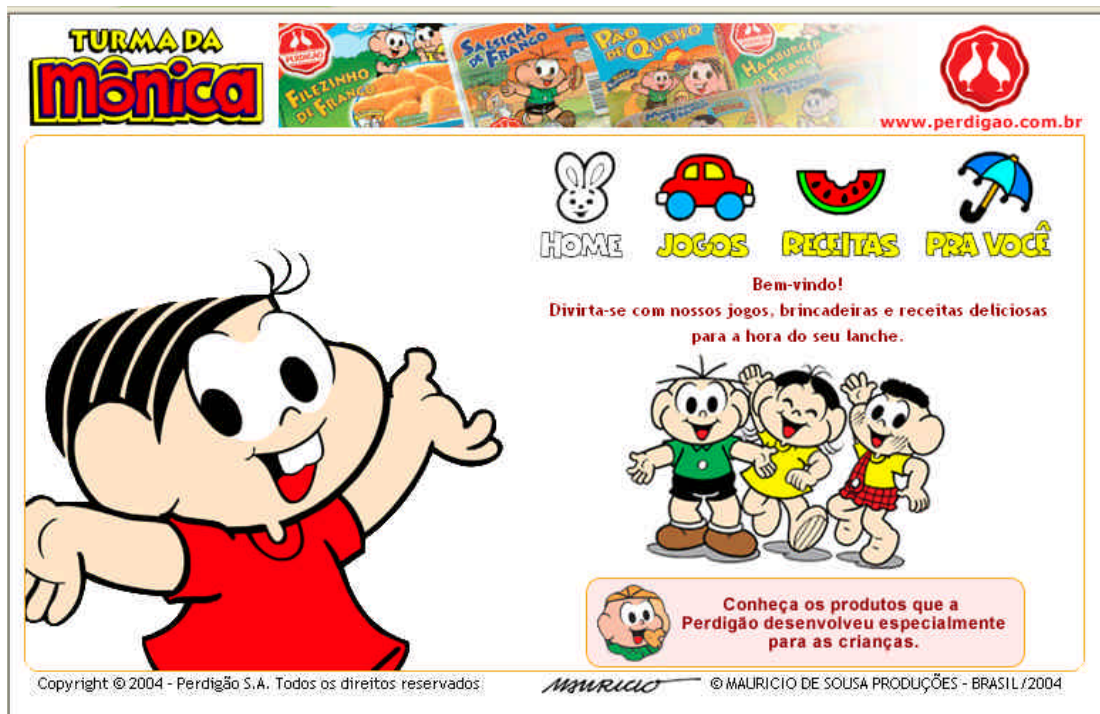 TURMA DA
Mônica
PERDIGÃO
FILEZINHO
DE FRANGO
SALSICHA
DE FRANGO
PÃO
DE QUEIJO
HAMBURGER
DE FRANGO
www.perdigao.com.br
HOME JOGOS RECEITAS PRA VOCÊ
Bem-vindo!
Divirta-se com nossos jogos, brincadeiras e receitas deliciosas
para a hora do seu lanche.
Conheça os produtos que a
Perdigão desenvolveu especialmente
para as crianças.
Copyright © 2004 - Perdigão S.A. Todos os direitos reservados
MAURICIO
© MAURICIO DE SOUSA PRODUÇÕES - BRASIL/2004